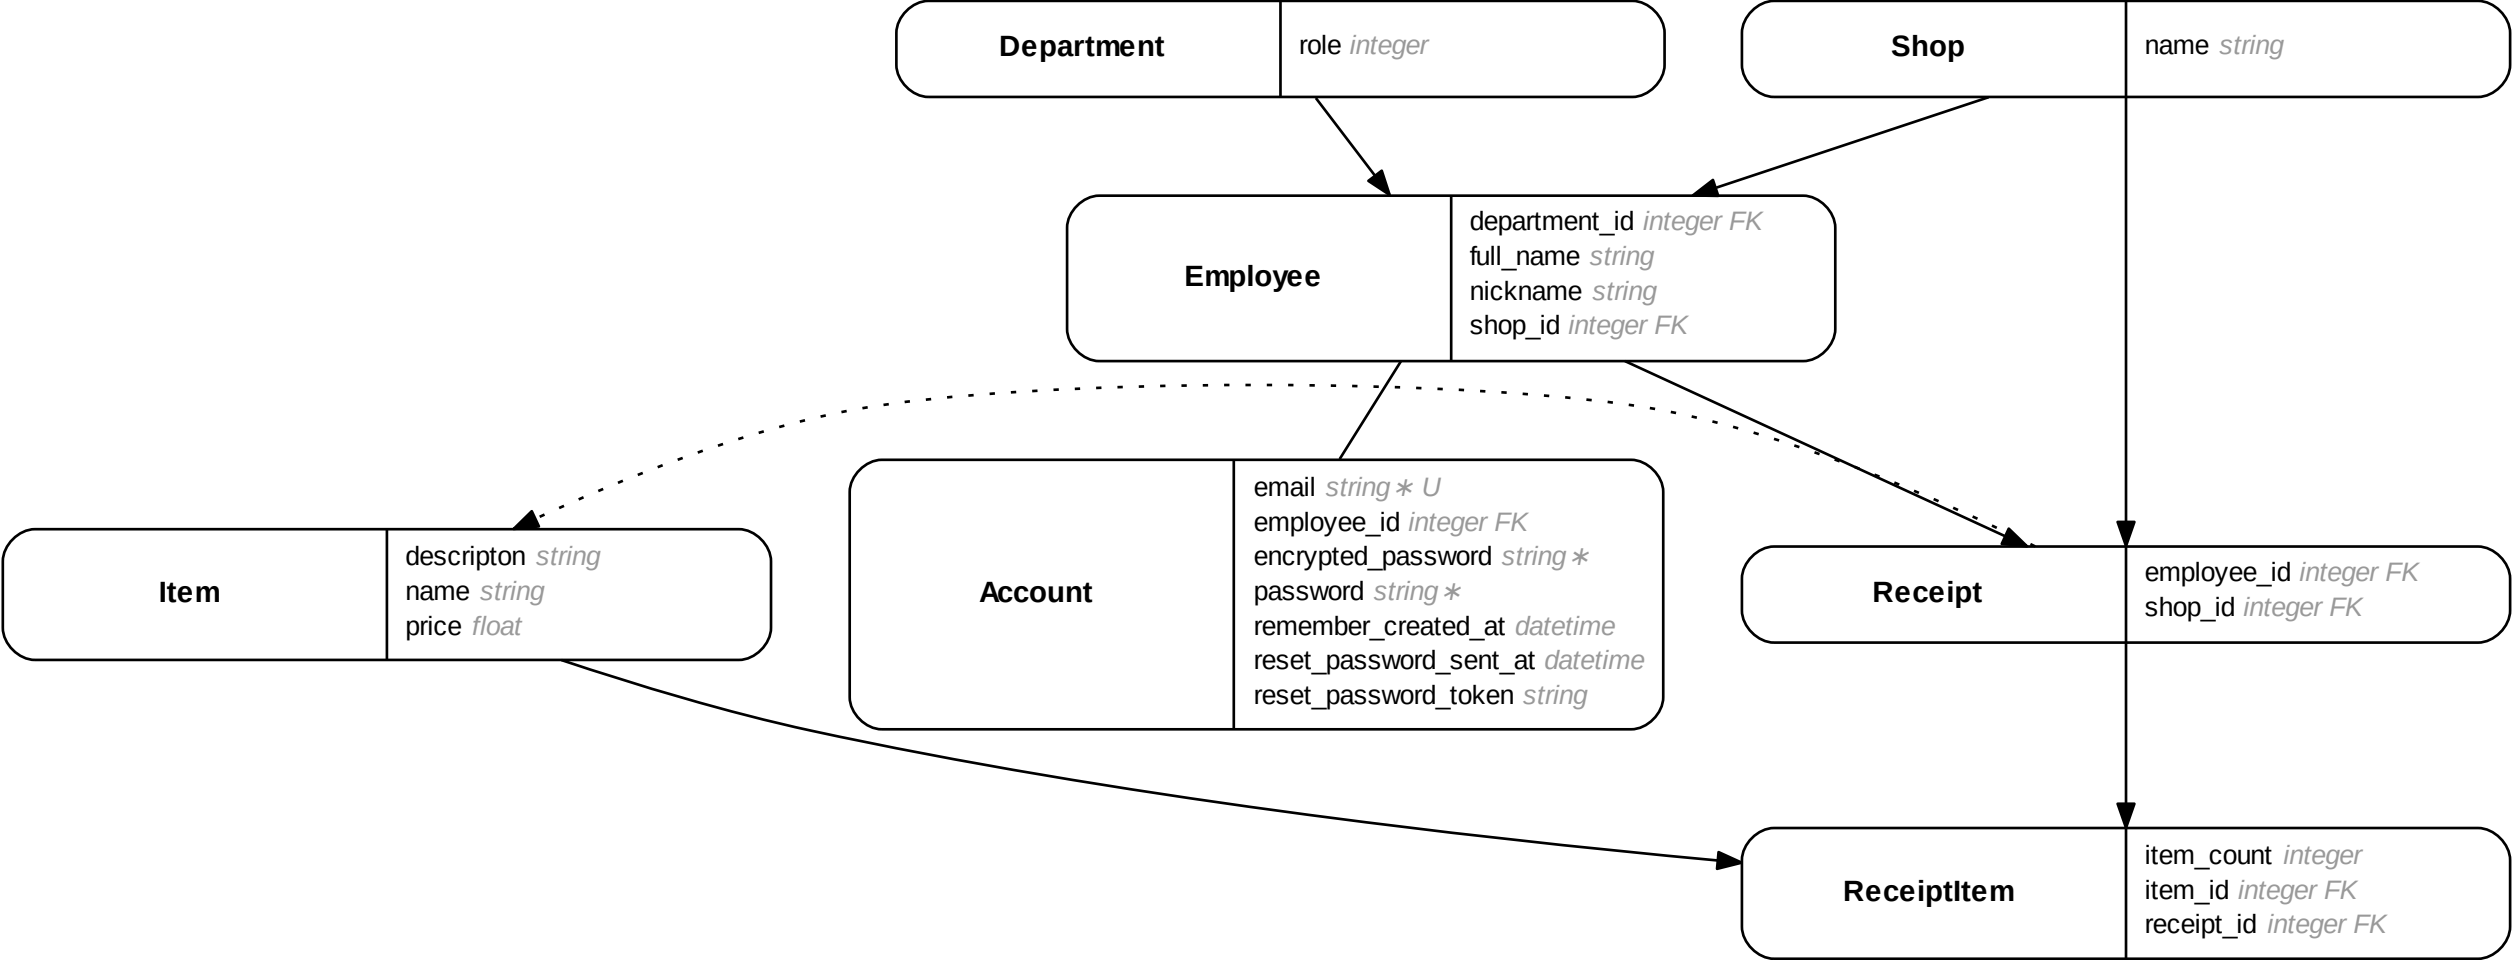 Department
role integer
Shop
name string
Employee
department_id integer FK
full_name string
nickname string
shop_id integer FK
Item
descripton string
name string
price float
Account
email string∗ U
employee_id integer FK
encrypted_password string∗
password string∗
remember_created_at datetime
reset_password_sent_at datetime
reset_password_token string
Receipt
employee_id integer FK
shop_id integer FK
ReceiptItem
item_count integer
item_id integer FK
receipt_id integer FK